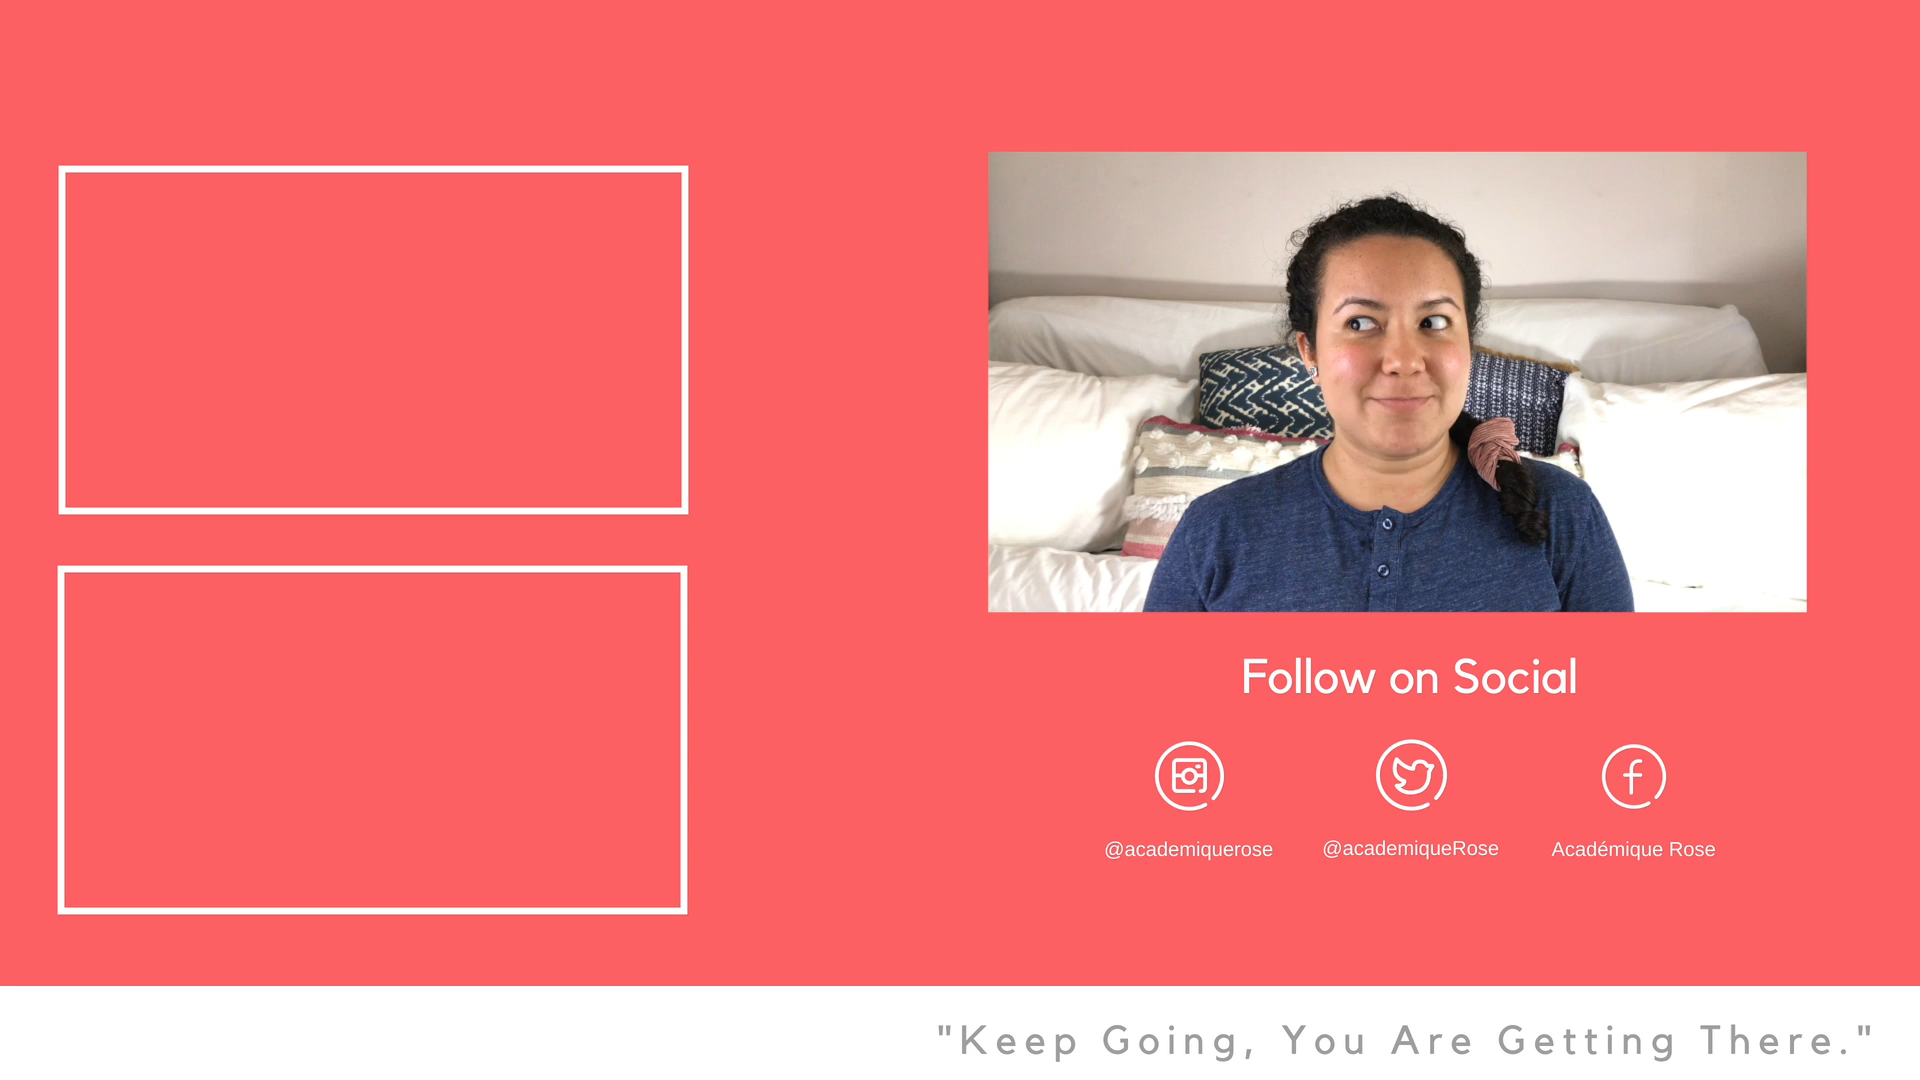 Follow on Social
@academiquerose
@academiqueRose
Académique Rose
"Keep Going, You Are Getting There."